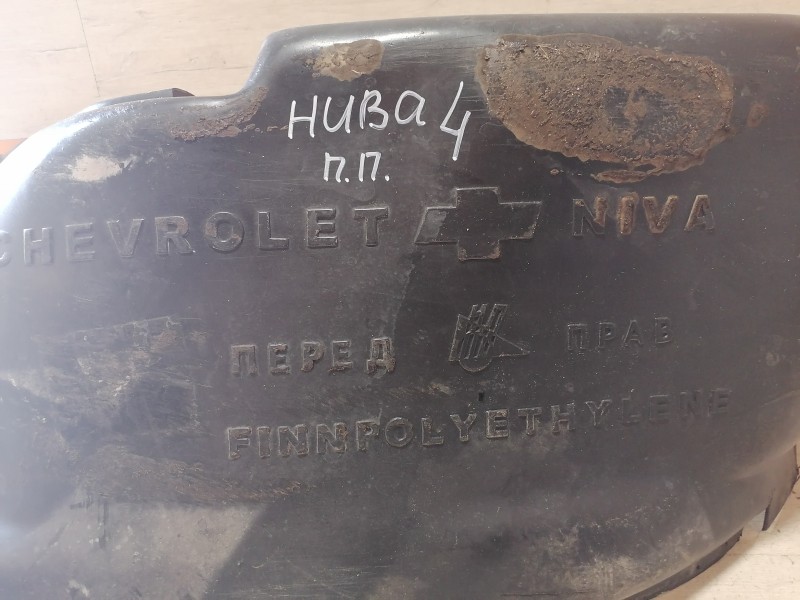 НИВА 4
П.П.
CHEVROLET NIVA
ПЕРЕД ПРАВ
FINNPOLYETHYLENE